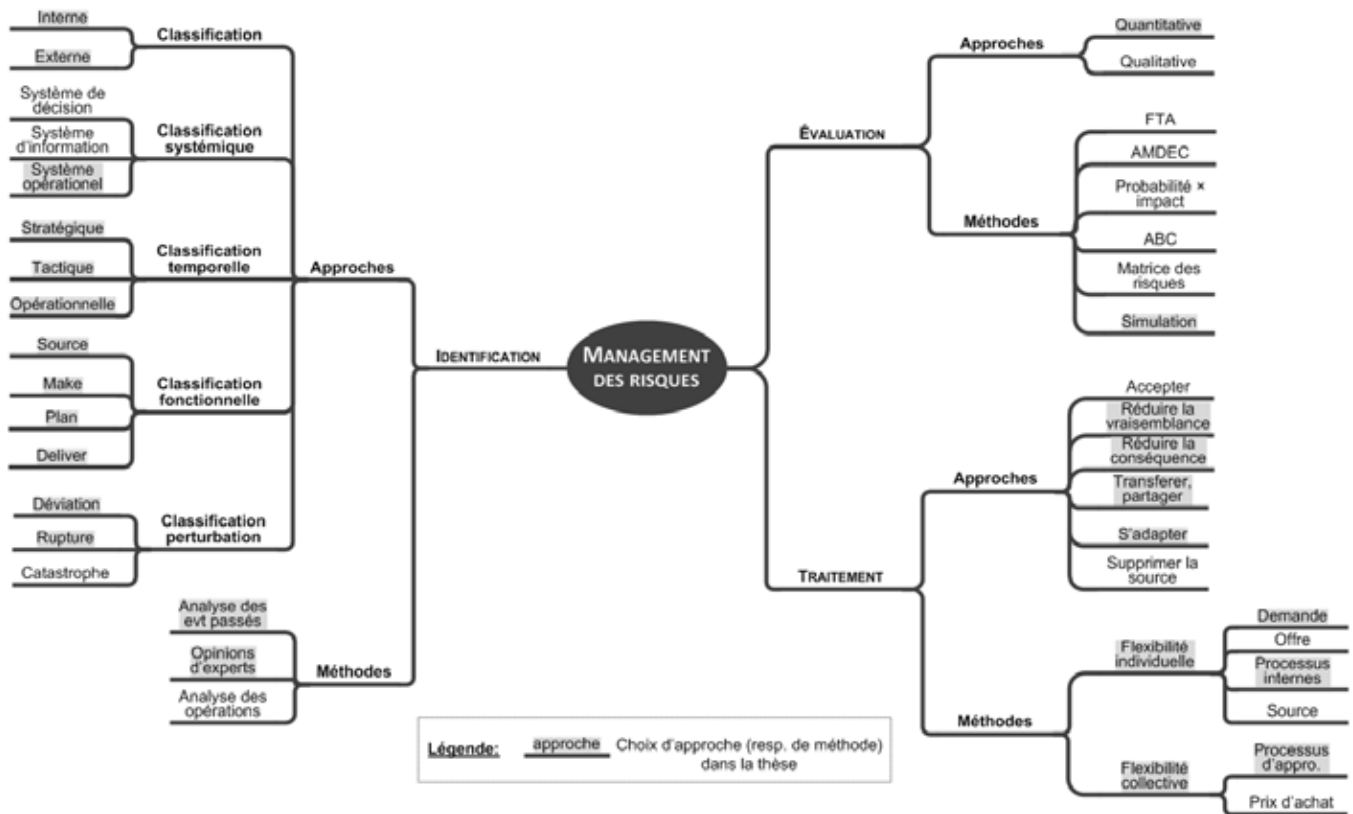 Interne
Externe
Classification
Système de
décision
Système
d'information
Système
opérationel
Classification
systémique
Stratégique
Tactique
Opérationnelle
Classification
temporelle
Source
Make
Plan
Deliver
Classification
fonctionnelle
Déviation
Rupture
Catastrophe
Classification
perturbation
Approches
Analyse des
evt passés
Opinions
d'experts
Analyse des
opérations
Méthodes
IDENTIFICATION
MANAGEMENT
DES RISQUES
ÉVALUATION
Approches
Quantitative
Qualitative
Méthodes
FTA
AMDEC
Probabilité ×
impact
ABC
Matrice des
risques
Simulation
TRAITEMENT
Approches
Accepter
Réduire la
vraisemblance
Réduire la
conséquence
Transferer,
partager
S'adapter
Supprimer la
source
Méthodes
Flexibilité
individuelle
Demande
Offre
Processus
internes
Source
Flexibilité
collective
Processus
d'appro.
Prix d'achat
Légende:
approche
Choix d'approche (resp. de méthode)
dans la thèse